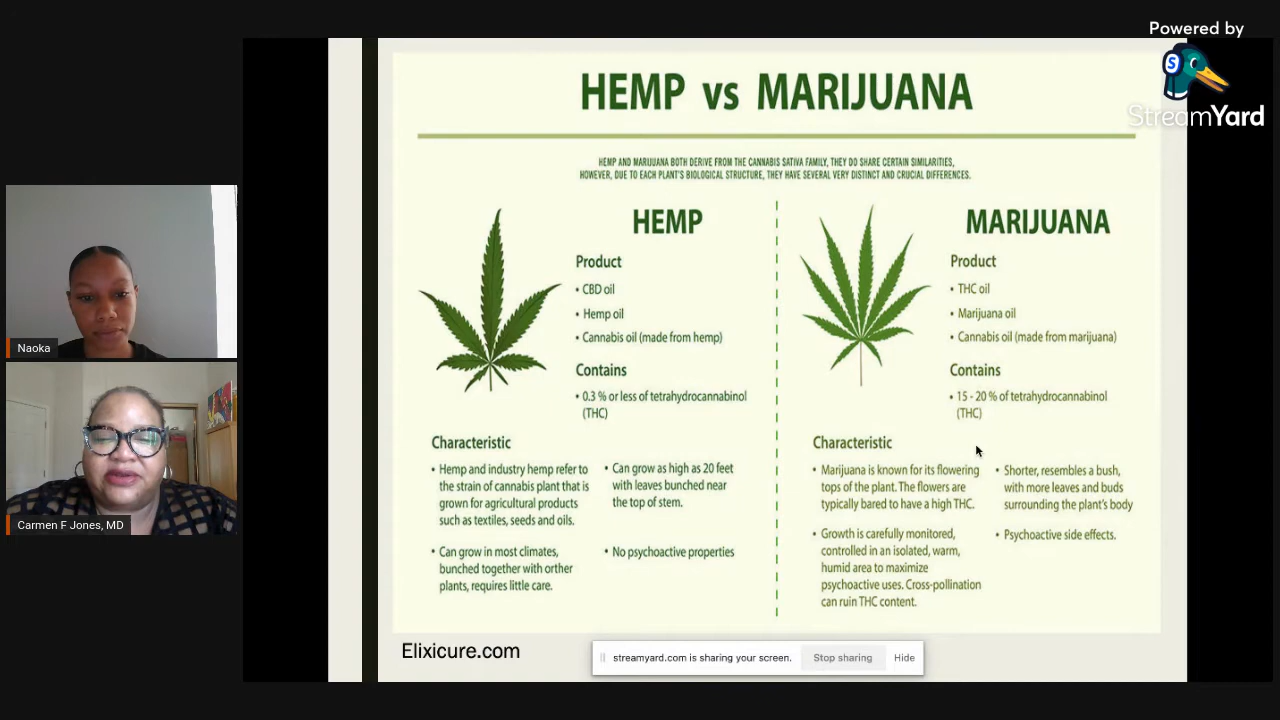 Powered by
S
StreamYard
HEMP vs MARIJUANA
HEMP AND MARIJUANA BOTH DERIVE FROM THE CANNABIS SATIVA FAMILY, THEY DO SHARE CERTAIN SIMILARITIES,
HOWEVER, DUE TO EACH PLANT'S BIOLOGICAL STRUCTURE, THEY HAVE SEVERAL VERY DISTINCT AND CRUCIAL DIFFERENCES.
HEMP
Product
• CBD oil
• Hemp oil
• Cannabis oil (made from hemp)
Contains
• 0.3 % or less of tetrahydrocannabinol
(THC)
Characteristic
• Hemp and industry hemp refer to
the strain of cannabis plant that is
grown for agricultural products
such as textiles, seeds and oils.
• Can grow in most climates,
bunched together with orther
plants, requires little care.
• Can grow as high as 20 feet
with leaves bunched near
the top of stem.
• No psychoactive properties
MARIJUANA
Product
• THC oil
• Marijuana oil
• Cannabis oil (made from marijuana)
Contains
• 15 - 20 % of tetrahydrocannabinol
(THC)
Characteristic
• Marijuana is known for its flowering
tops of the plant. The flowers are
typically bared to have a high THC.
• Growth is carefully monitored,
controlled in an isolated, warm,
humid area to maximize
psychoactive uses. Cross-pollination
can ruin THC content.
• Shorter, resembles a bush,
with more leaves and buds
surrounding the plant's body
• Psychoactive side effects.
Elixicure.com
streamyard.com is sharing your screen.
Stop sharing
Hide
Naoka
Carmen F Jones, MD